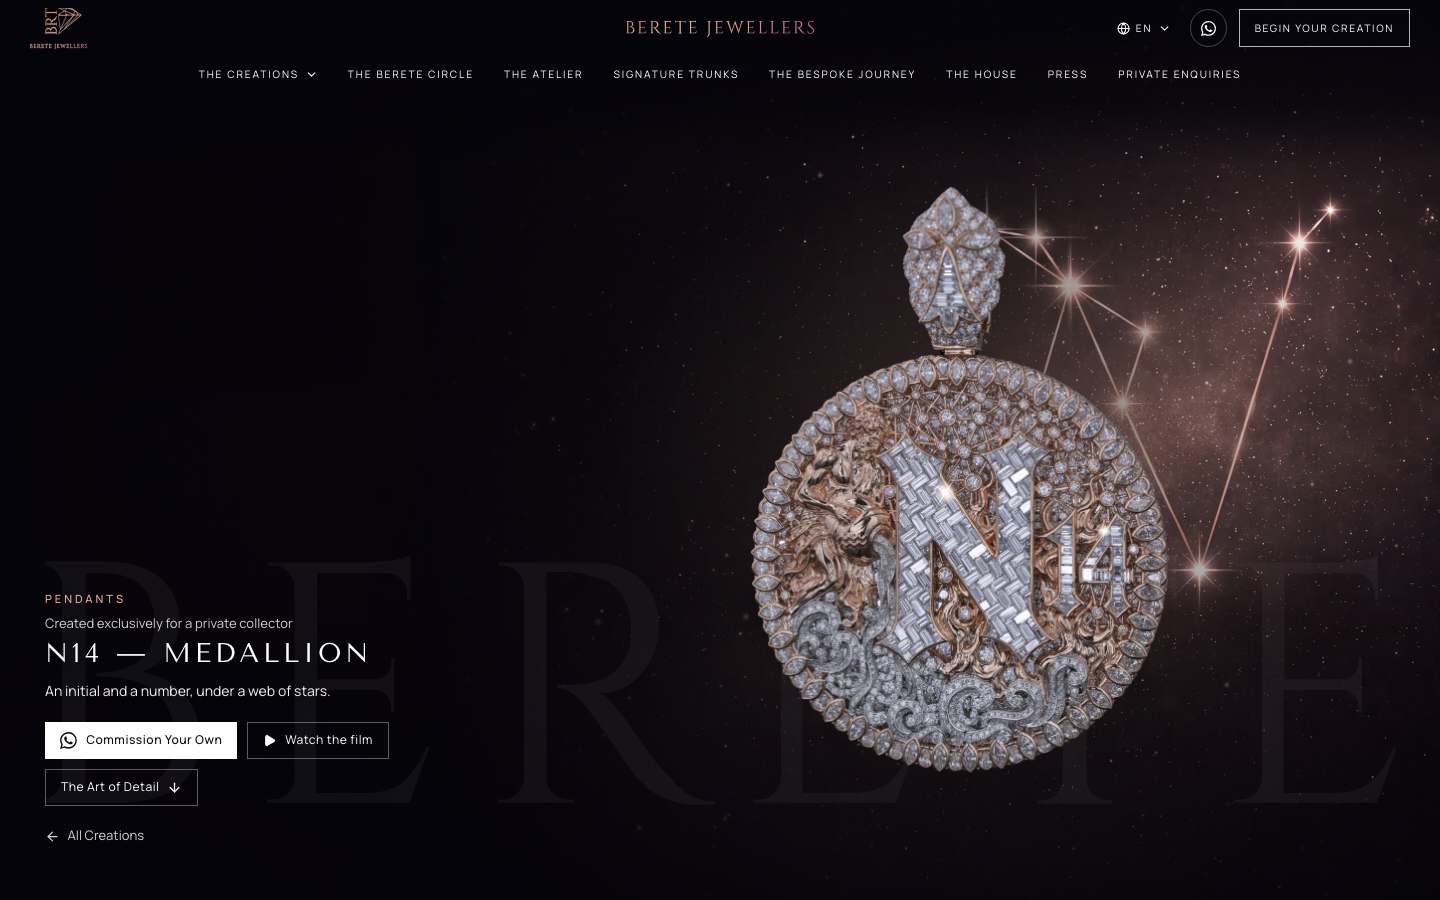 BRT
BERETE JEWELLERS
BERETE JEWELLERS
EN
BEGIN YOUR CREATION
THE CREATIONS
THE BERETE CIRCLE
THE ATELIER
SIGNATURE TRUNKS
THE BESPOKE JOURNEY
THE HOUSE
PRESS
PRIVATE ENQUIRIES
N
14
BERETE
PENDANTS
Created exclusively for a private collector
N14 — MEDALLION
An initial and a number, under a web of stars.
Commission Your Own
Watch the film
The Art of Detail
All Creations